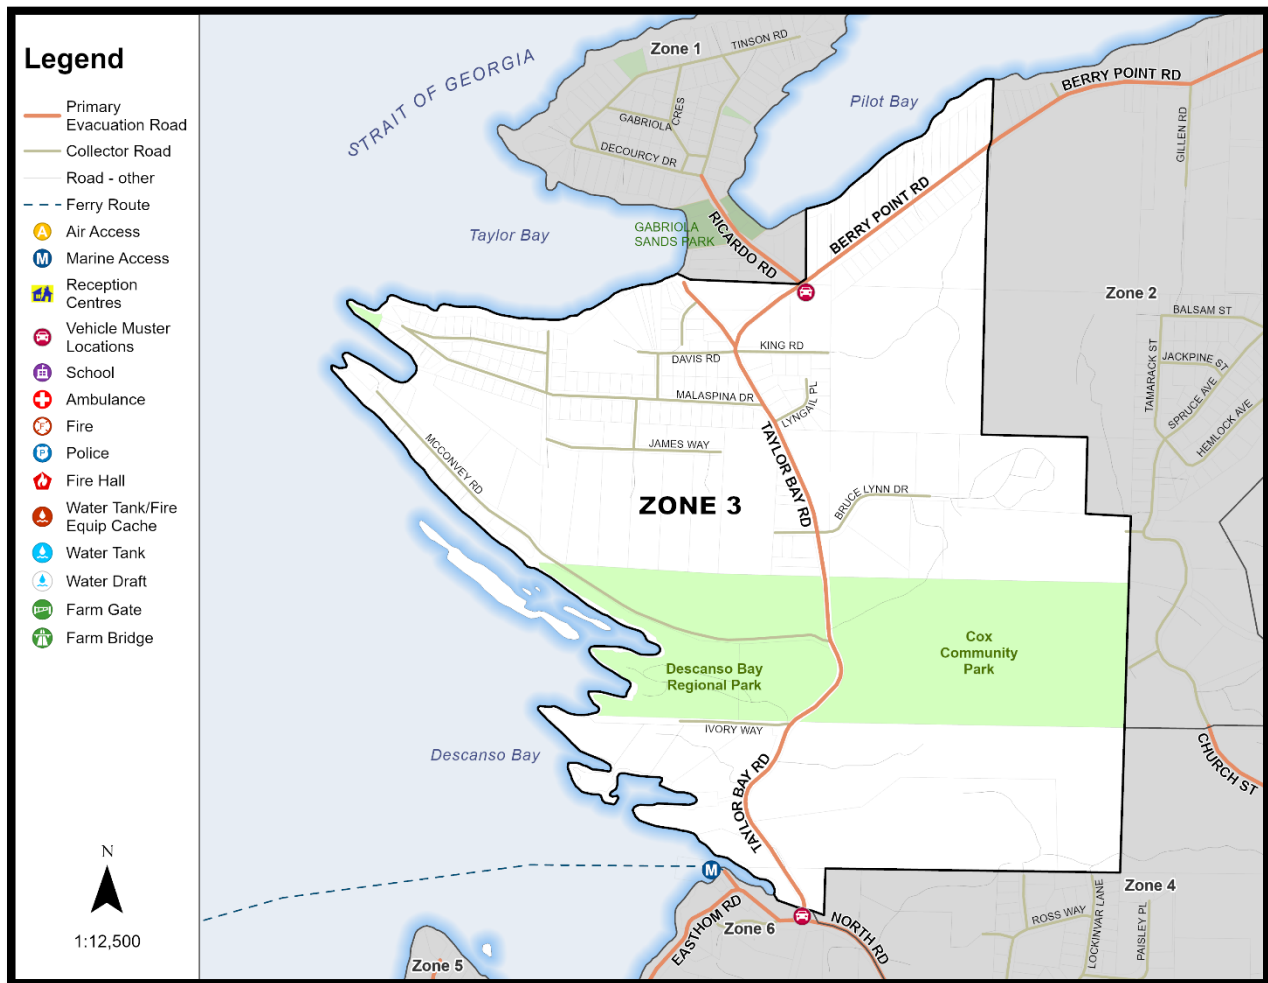 Legend
Primary
Evacuation Road
Collector Road
Road - other
Ferry Route
A
Air Access
M
Marine Access
Reception
Centres
Vehicle Muster
Locations
School
Ambulance
F
Fire
P
Police
Fire Hall
Water Tank/Fire
Equip Cache
Water Tank
Water Draft
Farm Gate
Farm Bridge
N
1:12,500
STRAIT OF GEORGIA
Zone 1
TINSON RD
GABRIOLA
CRES
DECOURCY DR
Pilot Bay
BERRY POINT RD
GILLEN RD
Taylor Bay
GABRIOLA
SANDS PARK
RICARDO RD
BERRY POINT RD
Zone 2
BALSAM ST
TAMARACK ST
JACKPINE ST
SPRUCE AVE
HEMLOCK AVE
DAVIS RD
KING RD
MALASPINA DR
LYNGAIL PL
JAMES WAY
MCCONVEY RD
TAYLOR BAY RD
ZONE 3
BRUCE LYNN DR
Cox
Community
Park
Descanso Bay
Regional Park
IVORY WAY
Descanso Bay
TAYLOR BAY RD
CHURCH ST
M
EASTHOM RD
Zone 6
NORTH RD
Zone 4
ROSS WAY
LOCKINVAR LANE
PAISLEY PL
Zone 5